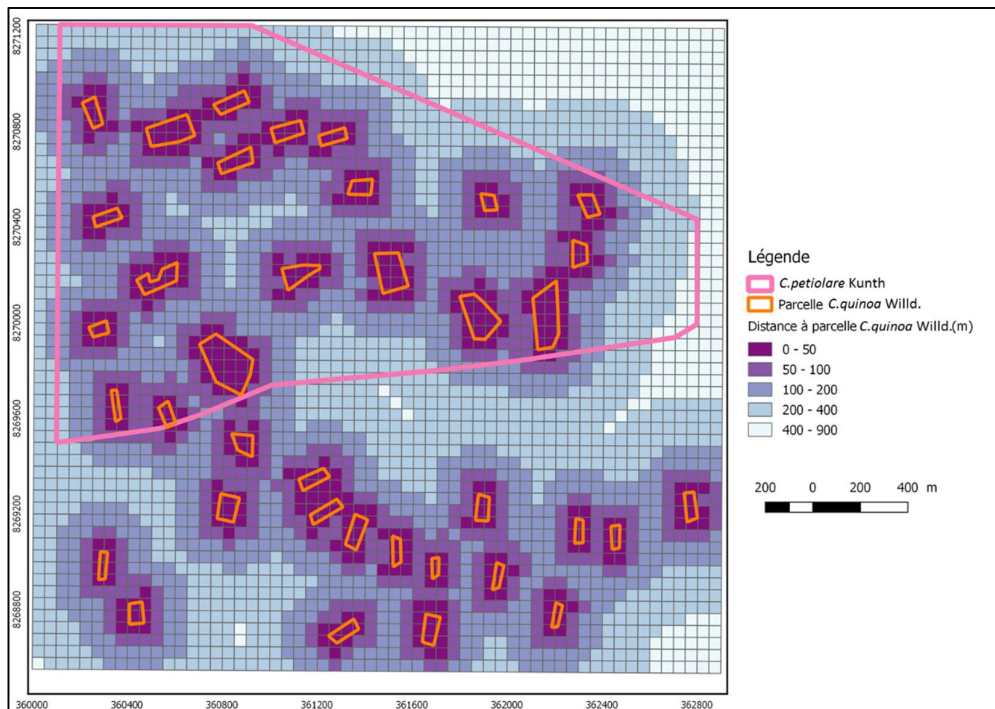 8271200
8270800
8270400
8270000
8269600
8269200
8268800
360000 360400 360800 361200 361600 362000 362400 362800
Légende
C.petiolare Kunth
Parcelle C.quinoa Willd.
Distance à parcelle C.quinoa Willd.(m)
0 - 50
50 - 100
100 - 200
200 - 400
400 - 900
200 0 200 400 m